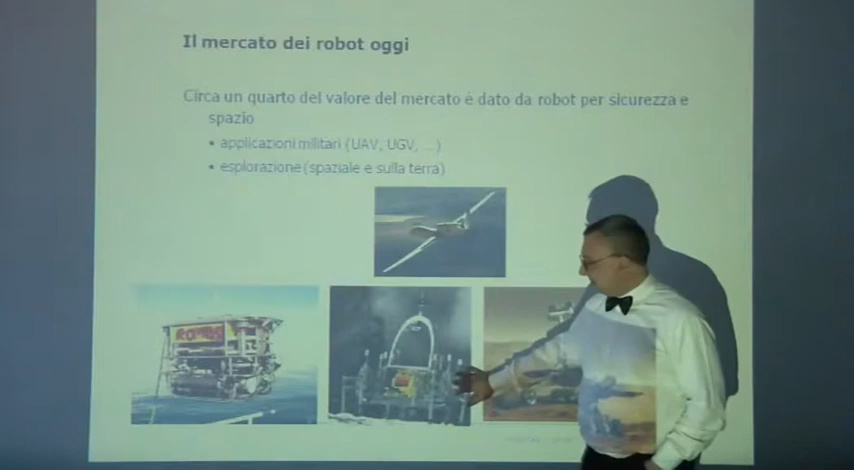 Il mercato dei robot oggi
Circa un quarto del valore del mercato è dato da robot per sicurezza e
spazio
• applicazioni militari (UAV, UGV, ...)
• esplorazione (spaziale e sulla terra)